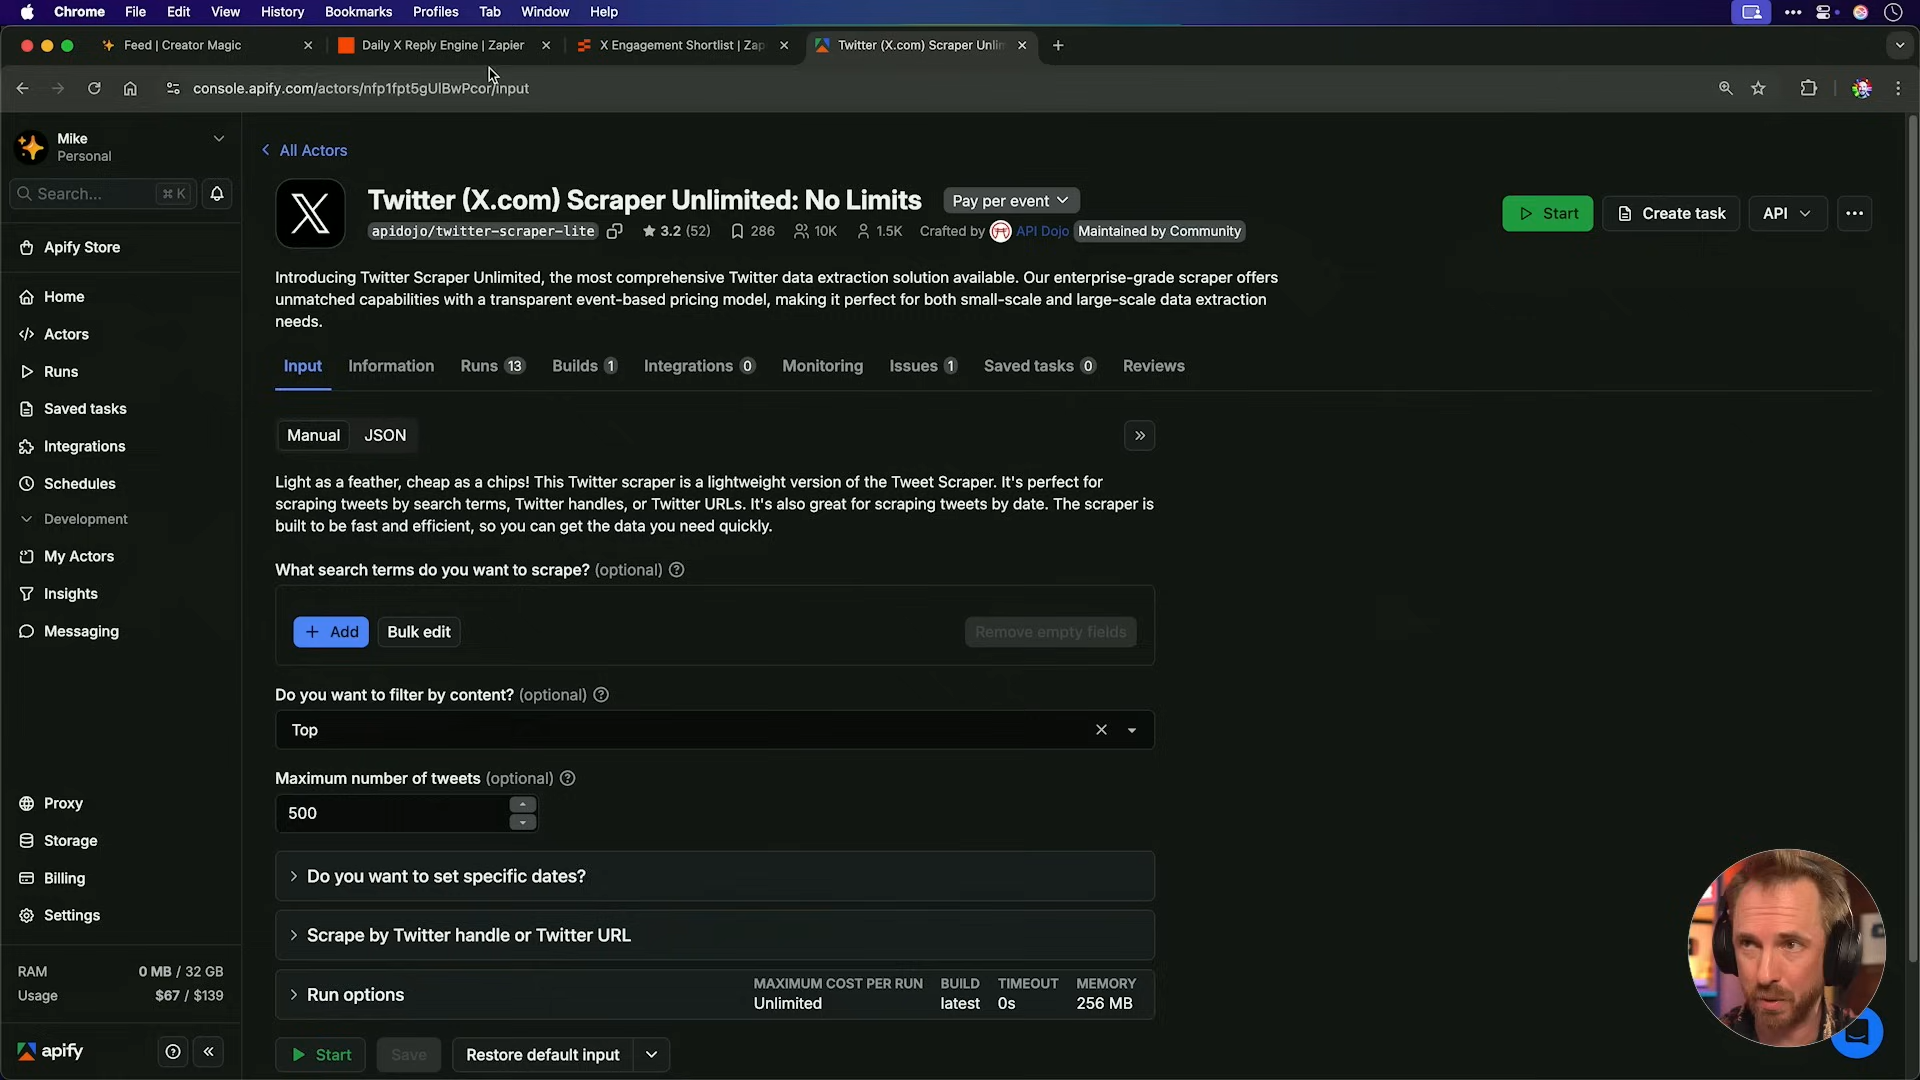 Chrome File Edit View History Bookmarks Profiles Tab Window Help
Feed | Creator Magic
Daily X Reply Engine | Zapier
X Engagement Shortlist | Zap
Twitter (X.com) Scraper Unlim
console.apify.com/actors/nfp1fpt5gUlBwPcor/input
Mike
Personal
Search... ⌘ K
Apify Store
Home
Actors
Runs
Saved tasks
Integrations
Schedules
Development
My Actors
Insights
Messaging
Proxy
Storage
Billing
Settings
RAM 0 MB / 32 GB
Usage $67 / $139
apify
All Actors
Twitter (X.com) Scraper Unlimited: No Limits
Pay per event
apidojo/twitter-scraper-lite 3.2 (52) 286 10K 1.5K Crafted by API Dojo Maintained by Community
Start
Create task
API
Introducing Twitter Scraper Unlimited, the most comprehensive Twitter data extraction solution available. Our enterprise-grade scraper offers
unmatched capabilities with a transparent event-based pricing model, making it perfect for both small-scale and large-scale data extraction
needs.
Input Information Runs 13 Builds 1 Integrations 0 Monitoring Issues 1 Saved tasks 0 Reviews
Manual JSON
Light as a feather, cheap as a chips! This Twitter scraper is a lightweight version of the Tweet Scraper. It's perfect for
scraping tweets by search terms, Twitter handles, or Twitter URLs. It's also great for scraping tweets by date. The scraper is
built to be fast and efficient, so you can get the data you need quickly.
What search terms do you want to scrape? (optional)
+ Add Bulk edit Remove empty fields
Do you want to filter by content? (optional)
Top
Maximum number of tweets (optional)
500
Do you want to set specific dates?
Scrape by Twitter handle or Twitter URL
Run options
MAXIMUM COST PER RUN BUILD TIMEOUT MEMORY
Unlimited latest 0s 256 MB
Start Save Restore default input